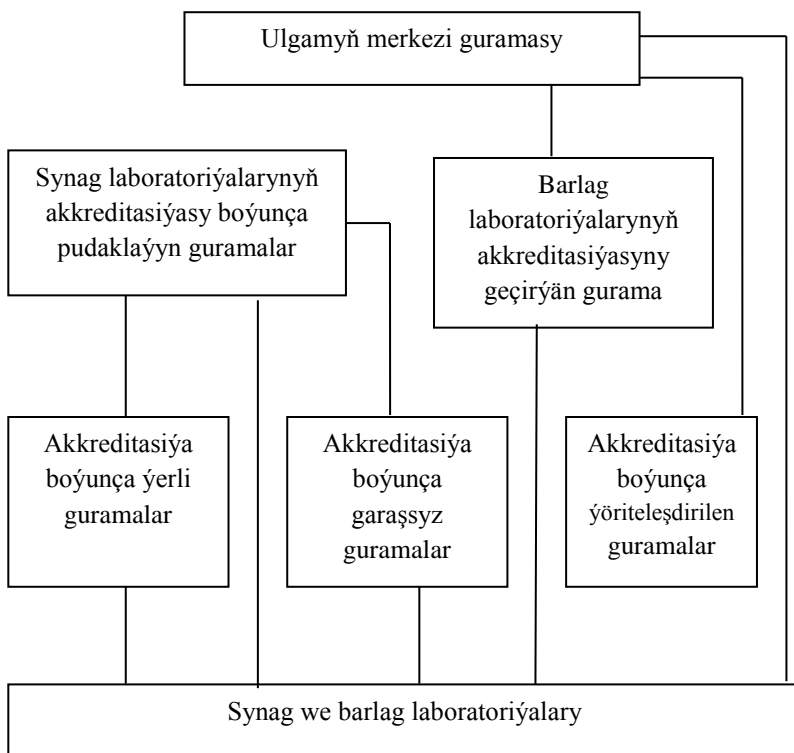 Ulgamyň merkezi guramasy
Synag laboratoriýalarynyň
akkreditasiýasy boýunça
pudaklaýyn guramalar
Barlag
laboratoriýalarynyň
akkreditasiýasyny
geçirýän gurama
Akkreditasiýa
boýunça ýerli
guramalar
Akkreditasiýa
boýunça
garaşsyz
guramalar
Akkreditasiýa
boýunça
ýöriteleşdirilen
guramalar
Synag we barlag laboratoriýalary